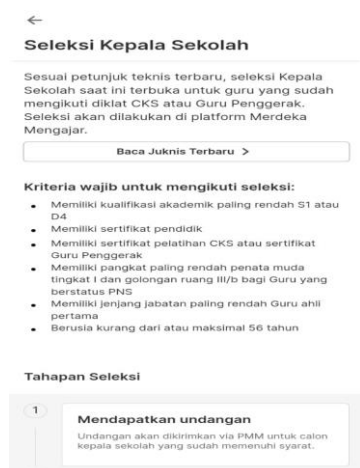 Seleksi Kepala Sekolah
Sesuai petunjuk teknis terbaru, seleksi Kepala
Sekolah saat ini terbuka untuk guru yang sudah
mengikuti diklat CKS atau Guru Penggerak.
Seleksi akan dilakukan di platform Merdeka
Mengajar.
Baca Juknis Terbaru >
Kriteria wajib untuk mengikuti seleksi:
• Memiliki kualifikasi akademik paling rendah S1 atau
D4
• Memiliki sertifikat pendidik
• Memiliki sertifikat pelatihan CKS atau sertifikat
Guru Penggerak
• Memiliki pangkat paling rendah penata muda
tingkat I dan golongan ruang III/b bagi Guru yang
berstatus PNS
• Memiliki jenjang jabatan paling rendah Guru ahli
pertama
• Berusia kurang dari atau maksimal 56 tahun
Tahapan Seleksi
1
Mendapatkan undangan
Undangan akan dikirimkan via PMM untuk calon
kepala sekolah yang sudah memenuhi syarat.